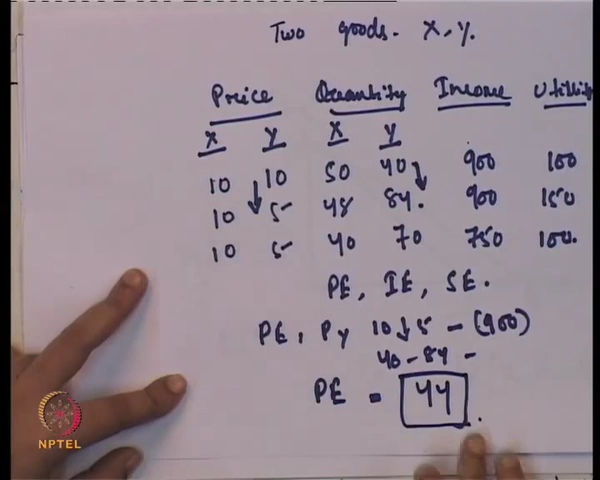 Two goods - X, Y.
Price Quantity Income Utility
X Y X Y
10 10 50 40 900 100
10 5 48 84. 900 150
10 5 40 70 750 100.
PE, IE, SE.
PE, Py 10 ↓ 5 - (900)
40 - 84 -
PE = 44.
NPTEL